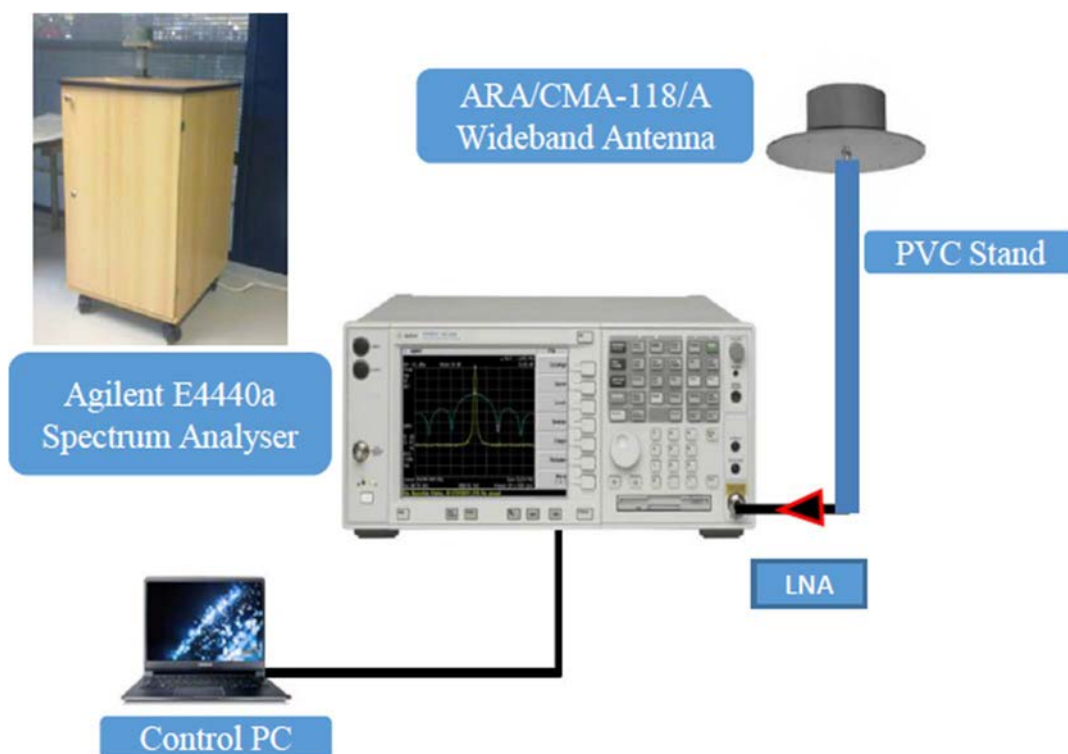 ARA/CMA-118/A
Wideband Antenna
PVC Stand
Agilent E4440a
Spectrum Analyser
LNA
Control PC